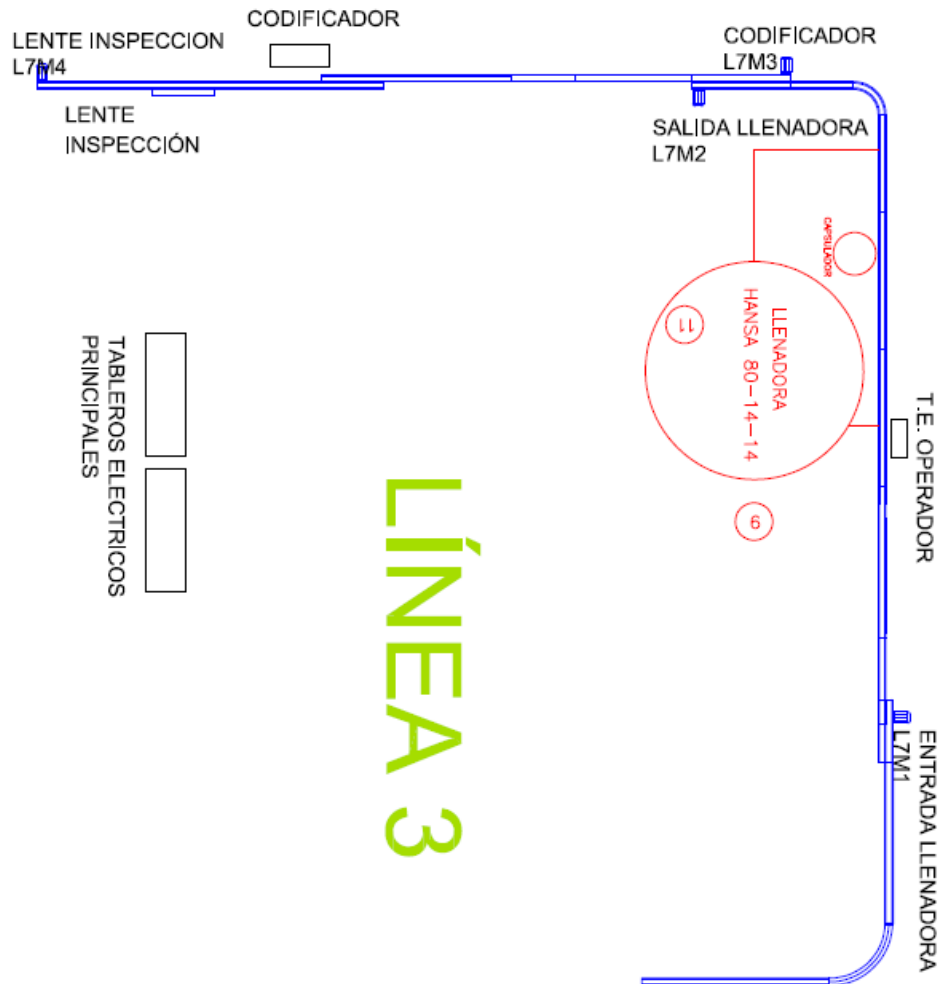 CODIFICADOR
LENTE INSPECCION
L7M4
LENTE
INSPECCIÓN
CODIFICADOR
L7M3
SALIDA LLENADORA
L7M2
CAPSULADOR
LLENADORA
HANSA 80-14-14
11
6
T.E. OPERADOR
TABLEROS ELECTRICOS
PRINCIPALES
LÍNEA 3
ENTRADA LLENADORA
L7M1